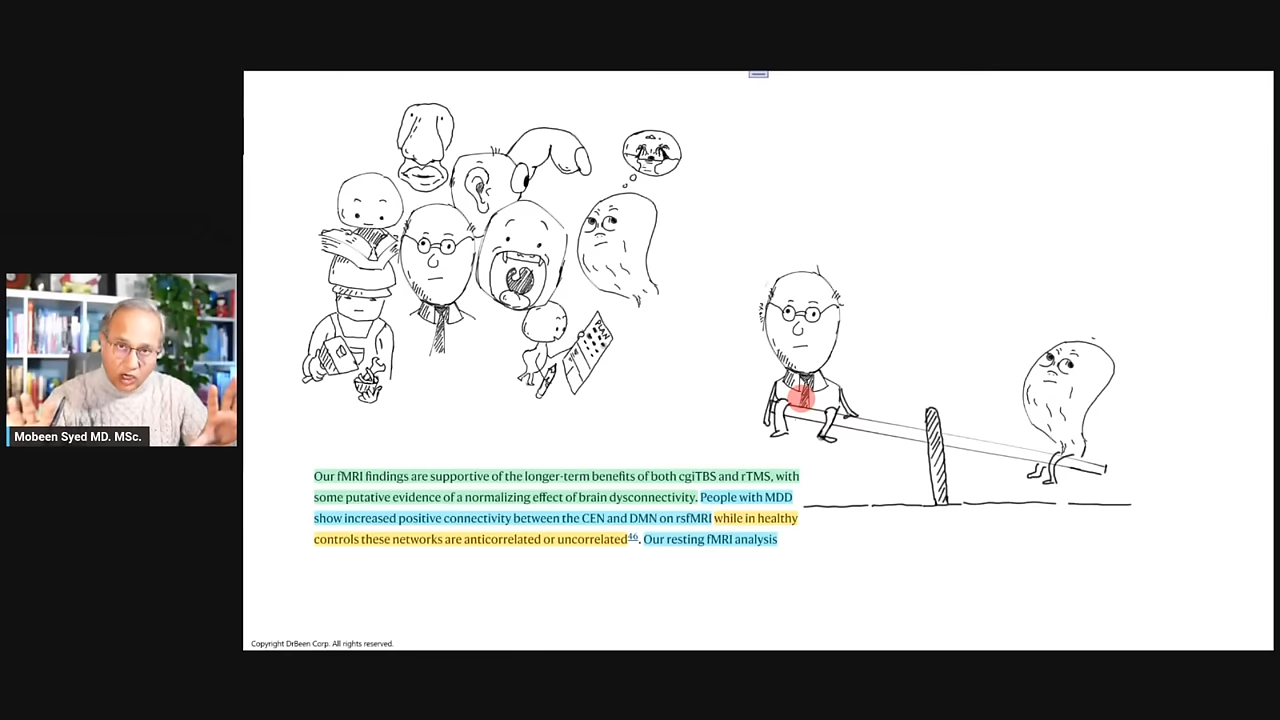 Mobeen Syed MD. MSc.
PLAN
Our fMRI findings are supportive of the longer-term benefits of both cgiTBS and rTMS, with
some putative evidence of a normalizing effect of brain dysconnectivity. People with MDD
show increased positive connectivity between the CEN and DMN on rsfMRI while in healthy
controls these networks are anticorrelated or uncorrelated46. Our resting fMRI analysis
Copyright DrBeen Corp. All rights reserved.